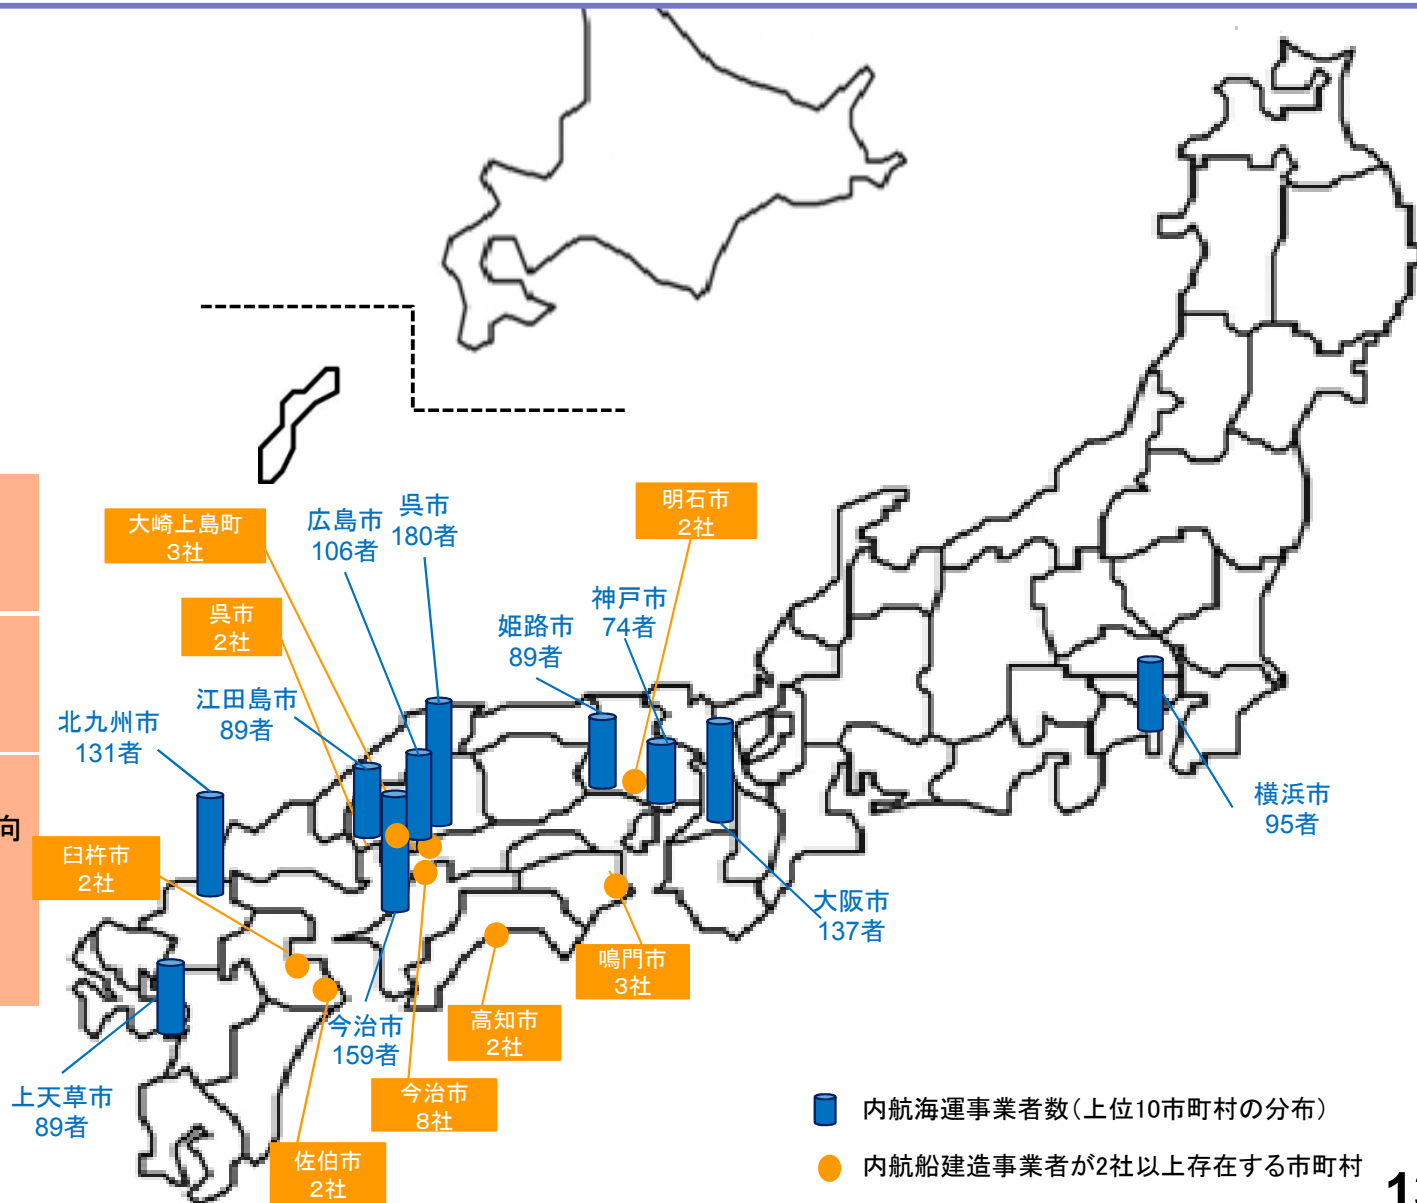 大崎上島町
3社
広島市
106者
呉市
180者
明石市
2社
呉市
2社
姫路市
89者
神戸市
74者
江田島市
89者
北九州市
131者
向
臼杵市
2社
横浜市
95者
大阪市
137者
鳴門市
3社
高知市
2社
今治市
159者
今治市
8社
上天草市
89者
佐伯市
2社
内航海運事業者数(上位10市町村の分布)
内航船建造事業者が2社以上存在する市町村